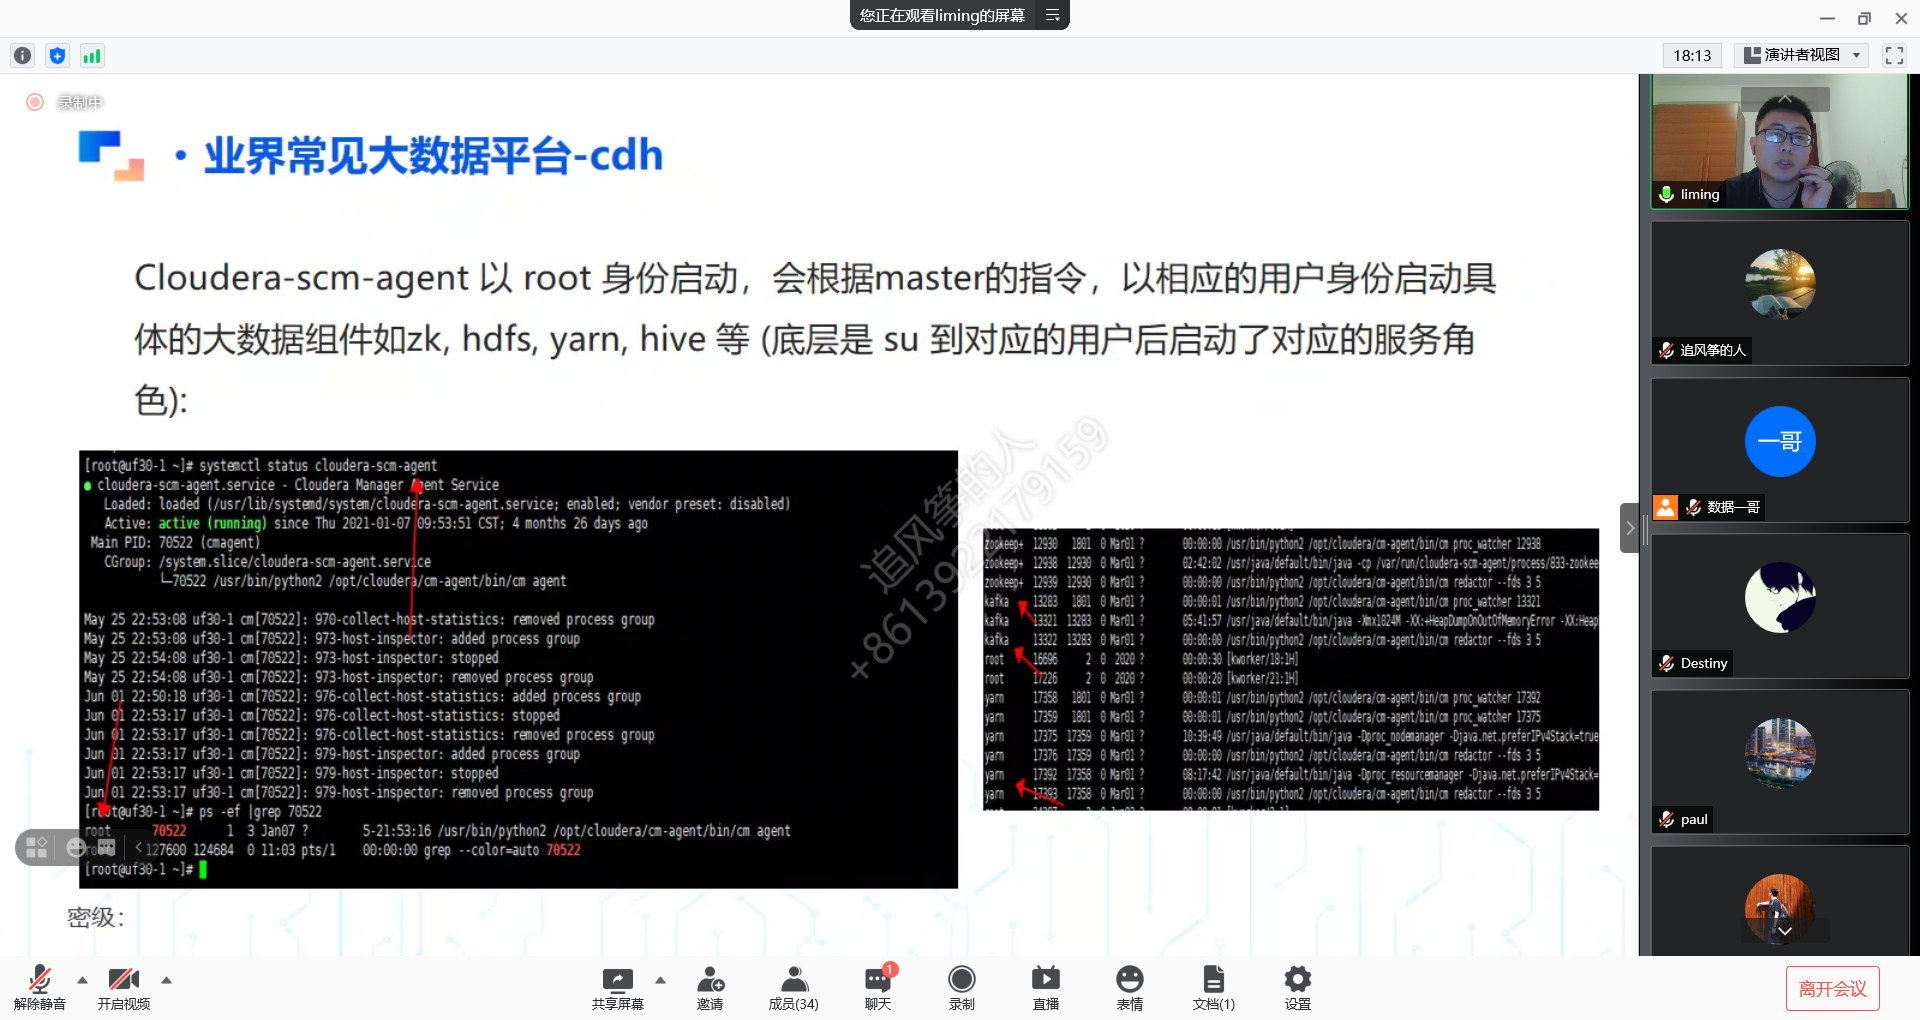 您正在观看liming的屏幕
18:13
演讲者视图
录制中
• 业界常见大数据平台-cdh
Cloudera-scm-agent 以 root 身份启动，会根据master的指令，以相应的用户身份启动具
体的大数据组件如zk, hdfs, yarn, hive 等 (底层是 su 到对应的用户后启动了对应的服务角
色):
[root@uf30-1 ~]# systemctl status cloudera-scm-agent
● cloudera-scm-agent.service - Cloudera Manager Agent Service
Loaded: loaded (/usr/lib/systemd/system/cloudera-scm-agent.service; enabled; vendor preset: disabled)
Active: active (running) since Thu 2021-01-07 09:53:51 CST; 4 months 26 days ago
Main PID: 70522 (cmagent)
CGroup: /system.slice/cloudera-scm-agent.service
└─70522 /usr/bin/python2 /opt/cloudera/cm-agent/bin/cm agent
May 25 22:53:08 uf30-1 cm[70522]: 970-collect-host-statistics: removed process group
May 25 22:53:08 uf30-1 cm[70522]: 973-host-inspector: added process group
May 25 22:54:08 uf30-1 cm[70522]: 973-host-inspector: stopped
May 25 22:54:08 uf30-1 cm[70522]: 973-host-inspector: removed process group
Jun 01 22:50:18 uf30-1 cm[70522]: 976-collect-host-statistics: added process group
Jun 01 22:53:17 uf30-1 cm[70522]: 976-collect-host-statistics: stopped
Jun 01 22:53:17 uf30-1 cm[70522]: 976-collect-host-statistics: removed process group
Jun 01 22:53:17 uf30-1 cm[70522]: 979-host-inspector: added process group
Jun 01 22:53:17 uf30-1 cm[70522]: 979-host-inspector: stopped
Jun 01 22:53:17 uf30-1 cm[70522]: 979-host-inspector: removed process group
[root@uf30-1 ~]# ps -ef |grep 70522
root 70522 1 3 Jan07 ? 5-21:53:16 /usr/bin/python2 /opt/cloudera/cm-agent/bin/cm agent
root 127600 124684 0 11:03 pts/1 00:00:00 grep --color=auto 70522
[root@uf30-1 ~]#
zookeep+ 12930 1801 0 Mar01 ? 00:00:00 /usr/bin/python2 /opt/cloudera/cm-agent/bin/cm proc_watcher 12938
zookeep+ 12938 12930 0 Mar01 ? 02:42:02 /usr/java/default/bin/java -cp /var/run/cloudera-scm-agent/process/833-zookee
zookeep+ 12939 12930 0 Mar01 ? 00:00:00 /usr/bin/python2 /opt/cloudera/cm-agent/bin/cm redactor --fds 3 5
kafka 13283 1801 0 Mar01 ? 00:00:01 /usr/bin/python2 /opt/cloudera/cm-agent/bin/cm proc_watcher 13321
kafka 13321 13283 0 Mar01 ? 05:41:57 /usr/java/default/bin/java -Xmx1024M -XX:+HeapDumpOnOutOfMemoryError -XX:Heap
kafka 13322 13283 0 Mar01 ? 00:00:00 /usr/bin/python2 /opt/cloudera/cm-agent/bin/cm redactor --fds 3 5
root 16696 2 0 2020 ? 00:00:30 [kworker/18:1H]
root 17226 2 0 2020 ? 00:00:20 [kworker/21:1H]
yarn 17358 1801 0 Mar01 ? 00:00:01 /usr/bin/python2 /opt/cloudera/cm-agent/bin/cm proc_watcher 17392
yarn 17359 1801 0 Mar01 ? 00:00:01 /usr/bin/python2 /opt/cloudera/cm-agent/bin/cm proc_watcher 17375
yarn 17375 17359 0 Mar01 ? 10:39:49 /usr/java/default/bin/java -Dproc_nodemanager -Djava.net.preferIPv4Stack=true
yarn 17376 17359 0 Mar01 ? 00:00:00 /usr/bin/python2 /opt/cloudera/cm-agent/bin/cm redactor --fds 3 5
yarn 17392 17358 0 Mar01 ? 08:17:42 /usr/java/default/bin/java -Dproc_resourcemanager -Djava.net.preferIPv4Stack=
yarn 17393 17358 0 Mar01 ? 00:00:00 /usr/bin/python2 /opt/cloudera/cm-agent/bin/cm redactor --fds 3 5
追风筝的人
+8613922179159
密级：
liming
追风筝的人
一哥
数据一哥
Destiny
paul
解除静音
开启视频
共享屏幕
邀请
成员(34)
1
聊天
录制
直播
表情
文档(1)
设置
离开会议